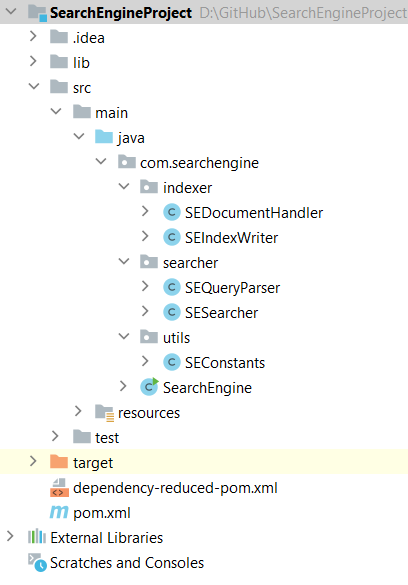 SearchEngineProject D:\GitHub\SearchEngineProject
.idea
lib
src
main
java
com.searchengine
indexer
SEDocumentHandler
SEIndexWriter
searcher
SEQueryParser
SESearcher
utils
SEConstants
SearchEngine
resources
test
target
dependency-reduced-pom.xml
pom.xml
External Libraries
Scratches and Consoles